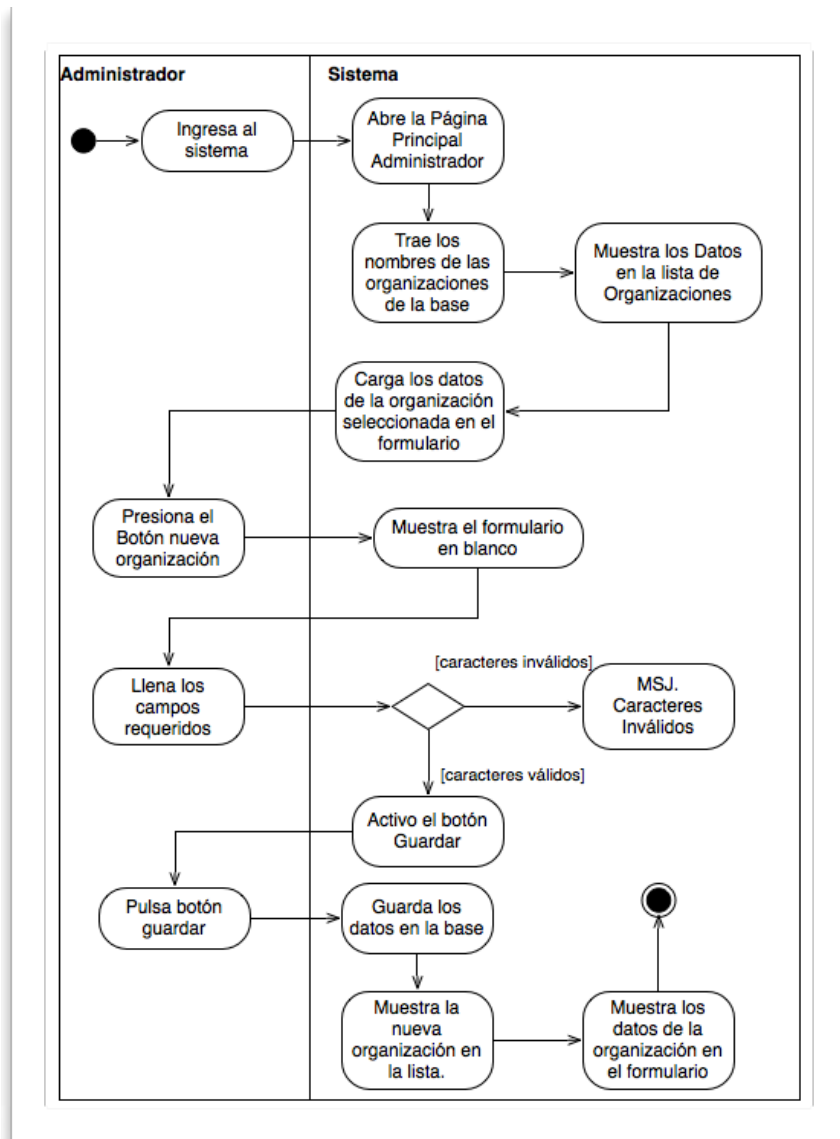 Administrador
Sistema
Ingresa al
sistema
Abre la Página
Principal
Administrador
Trae los
nombres de las
organizaciones
de la base
Muestra los Datos
en la lista de
Organizaciones
Carga los datos
de la organización
seleccionada en el
formulario
Presiona el
Botón nueva
organización
Muestra el formulario
en blanco
Llena los
campos
requeridos
[caracteres inválidos]
MSJ.
Caracteres
Inválidos
[caracteres válidos]
Activo el botón
Guardar
Pulsa botón
guardar
Guarda los
datos en la base
Muestra la
nueva
organización en
la lista.
Muestra los
datos de la
organización en
el formulario